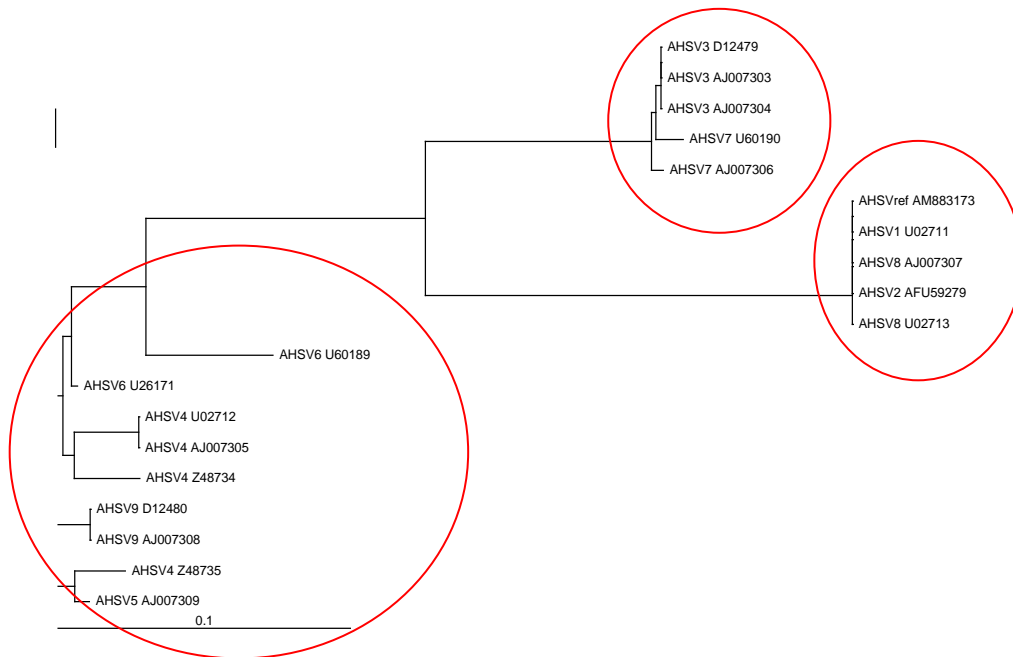 AHSV3 D12479
AHSV3 AJ007303
AHSV3 AJ007304
AHSV7 U60190
AHSV7 AJ007306
AHSVref AM883173
AHSV1 U02711
AHSV8 AJ007307
AHSV2 AFU59279
AHSV8 U02713
AHSV6 U60189
AHSV6 U26171
AHSV4 U02712
AHSV4 AJ007305
AHSV4 Z48734
AHSV9 D12480
AHSV9 AJ007308
AHSV4 Z48735
AHSV5 AJ007309
0.1